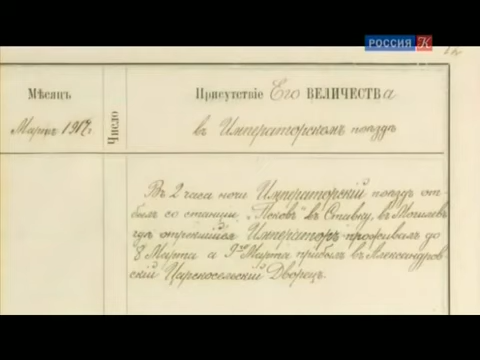 РОССИЯ К
Мѣсяцъ
Число
Присутствіе Его ВЕЛИЧЕСТВа
Мартъ 1917г.
въ Императорскомъ поѣздѣ
Въ 2 часа ночи Императорскій поѣздъ от-
былъ со станціи „Псковъ" въ Ставку, въ Могилевъ
гдѣ отрекшійся Императоръ проживалъ до
8 Марта а 9го Марта прибылъ въ Александров-
скій Царскосельскій Дворецъ.